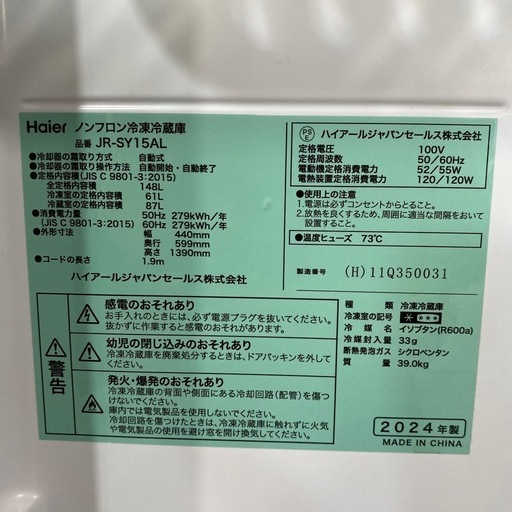 Haier ノンフロン冷凍冷蔵庫
品番 JR-SY15AL
●冷却器の霜取り方式 自動式
●冷却器の霜取り操作方法 自動開始・自動終了
●定格内容積(JIS C 9801-3:2015)
全定格内容積 148L
冷凍室の容積 61L
冷蔵室の容積 87L
●消費電力量 50Hz 279kWh/年
(JIS C 9801-3:2015) 60Hz 279kWh/年
●外形寸法 幅 440mm
奥行 599mm
高さ 1390mm
●コードの長さ 1.9m
ハイアールジャパンセールス株式会社
PSE ハイアールジャパンセールス株式会社
定格電圧 100V
定格周波数 50/60Hz
電動機定格消費電力 52/55W
電熱装置定格消費電力 120/120W
●使用上の注意
1.電源は必ずコンセントからとること。
2.放熱を良くするため、周囲に適当な間隔をおいて
設置すること。
●温度ヒューズ 73℃
製造番号 (H)11Q350031
警告
感電のおそれあり
お手入れのときには、必ず電源プラグを抜いてください。
抜かずに作業すると感電することがあります。
幼児の閉じ込みのおそれあり
冷凍冷蔵庫を廃棄処分するときは、ドアパッキンを外して
ください。
発火・爆発のおそれあり
冷凍冷蔵庫の背面や側面にある冷却回路(配管)を傷つ
けないでください。
庫内では電気製品を使用しないでください。
冷却回路を傷つけたときは、冷凍冷蔵庫に触れずに火気
や電気製品の使用を避け窓を開け換気してください。
種類 冷凍冷蔵庫
冷凍室の記号 ****
冷媒 イソブタン(R600a)
冷媒封入量 33g
断熱発泡ガス シクロペンタン
質量 39.0kg
2024年製
MADE IN CHINA